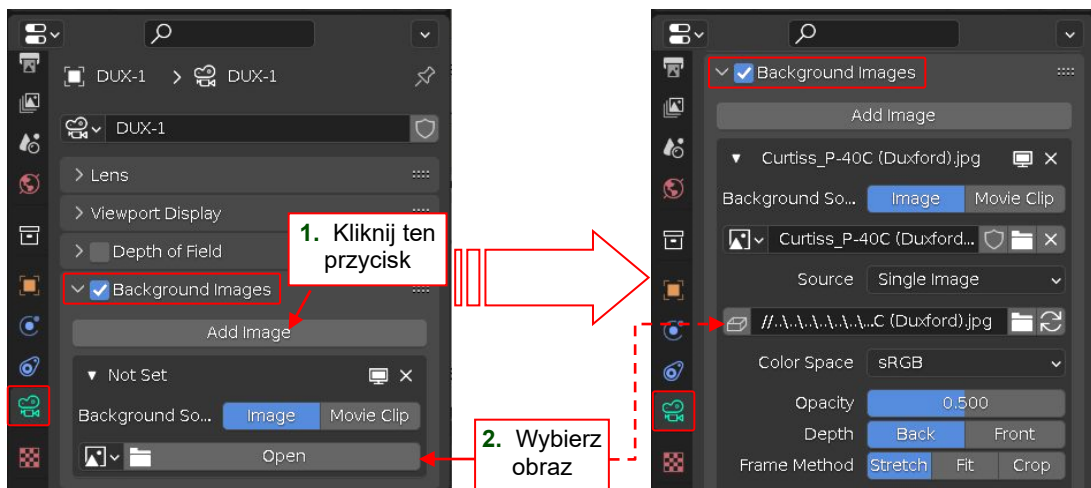 DUX-1 > DUX-1
DUX-1
Lens
Viewport Display
Depth of Field
Background Images
Add Image
Not Set
Background So... Image Movie Clip
Open
1. Kliknij ten
przycisk
2. Wybierz
obraz
Background Images
Add Image
Curtiss_P-40C (Duxford).jpg
Background So... Image Movie Clip
Curtiss_P-40C (Duxford...
Source Single Image
//..\..\..\..\..\..\...C (Duxford).jpg
Color Space sRGB
Opacity 0.500
Depth Back Front
Frame Method Stretch Fit Crop